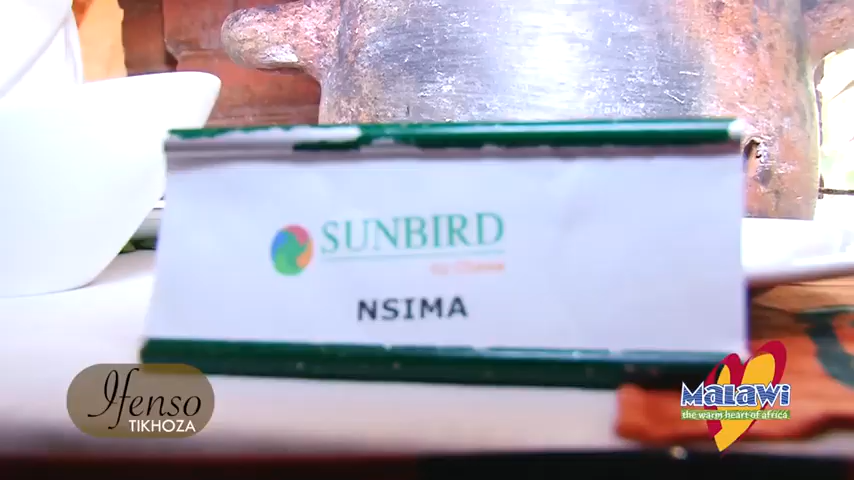 SUNBIRD
NSIMA
Ifenso
TIKHOZA
MALAWi
the warm heart of africa